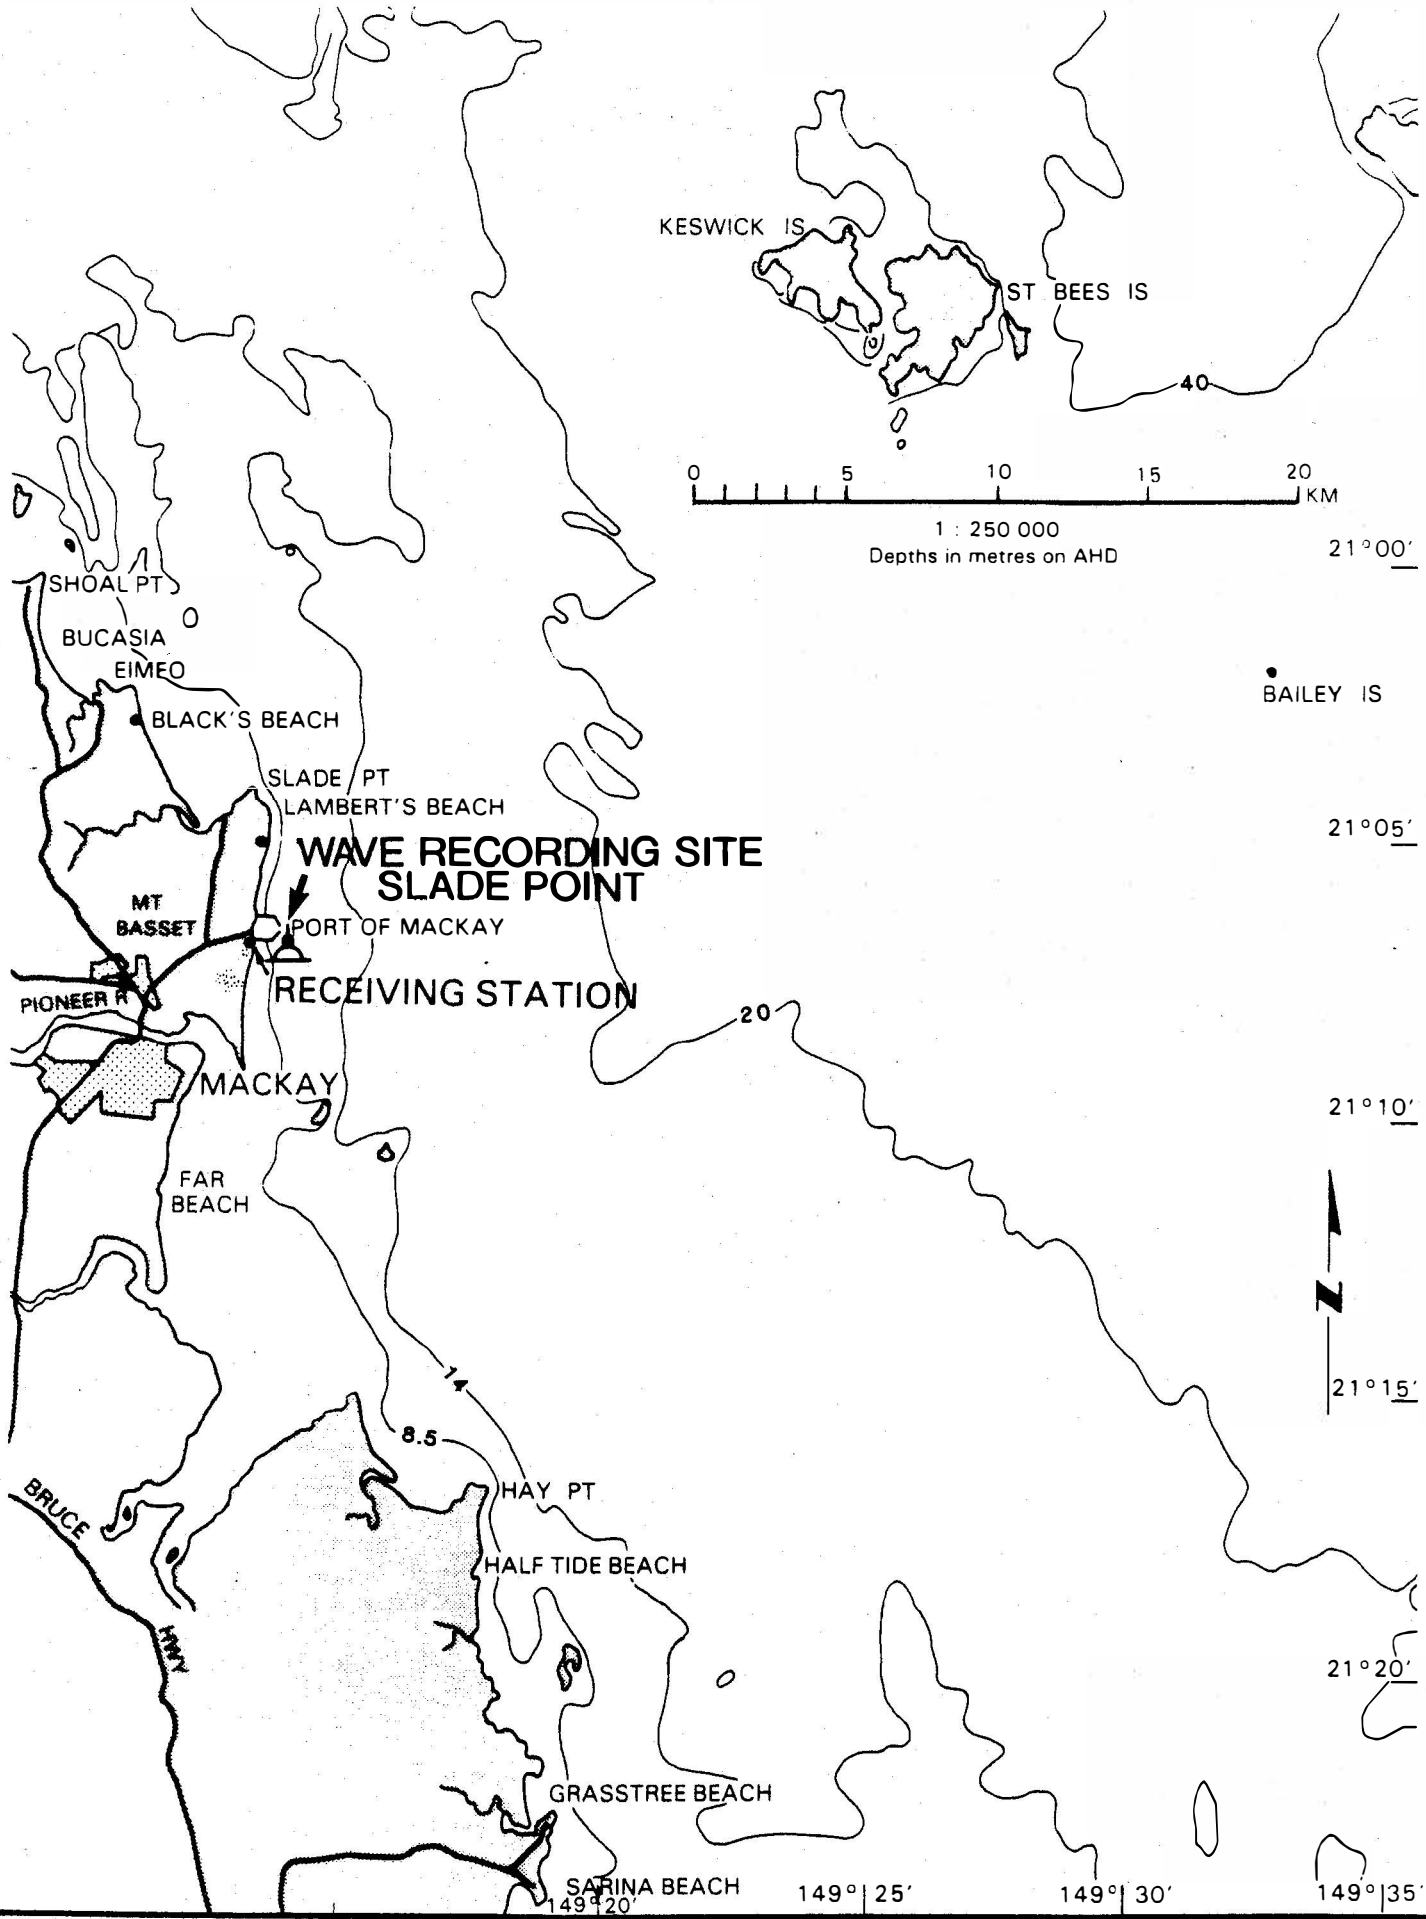 KESWICK IS
ST BEES IS
40
0 5 10 15 20
KM
1 : 250 000
Depths in metres on AHD
21°00'
SHOAL PT
BUCASIA
EIMEO
BAILEY IS
BLACK'S BEACH
SLADE PT
LAMBERT'S BEACH
21°05'
WAVE RECORDING SITE
SLADE POINT
MT
BASSET
PORT OF MACKAY
RECEIVING STATION
PIONEER R
20
MACKAY
21°10'
FAR
BEACH
N
14
21°15'
8.5
HAY PT
BRUCE
HALF TIDE BEACH
HWY
21°20'
GRASSTREE BEACH
SARINA BEACH
149°20' 149°25' 149°30' 149°35'